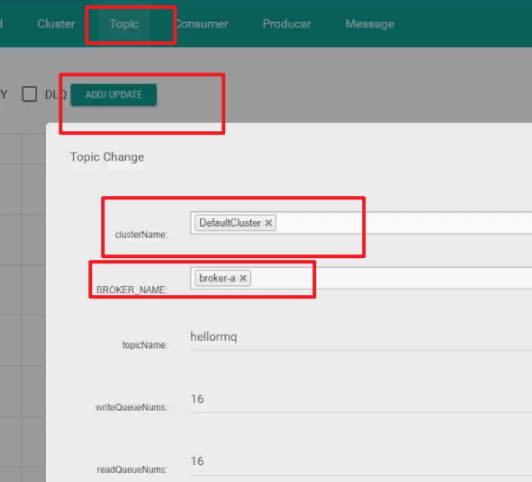 Cluster Topic Consumer Producer Message
Y DLQ ADD/ UPDATE
Topic Change
clusterName: DefaultCluster ×
BROKER_NAME: broker-a ×
topicName: hellormq
writeQueueNums: 16
readQueueNums: 16